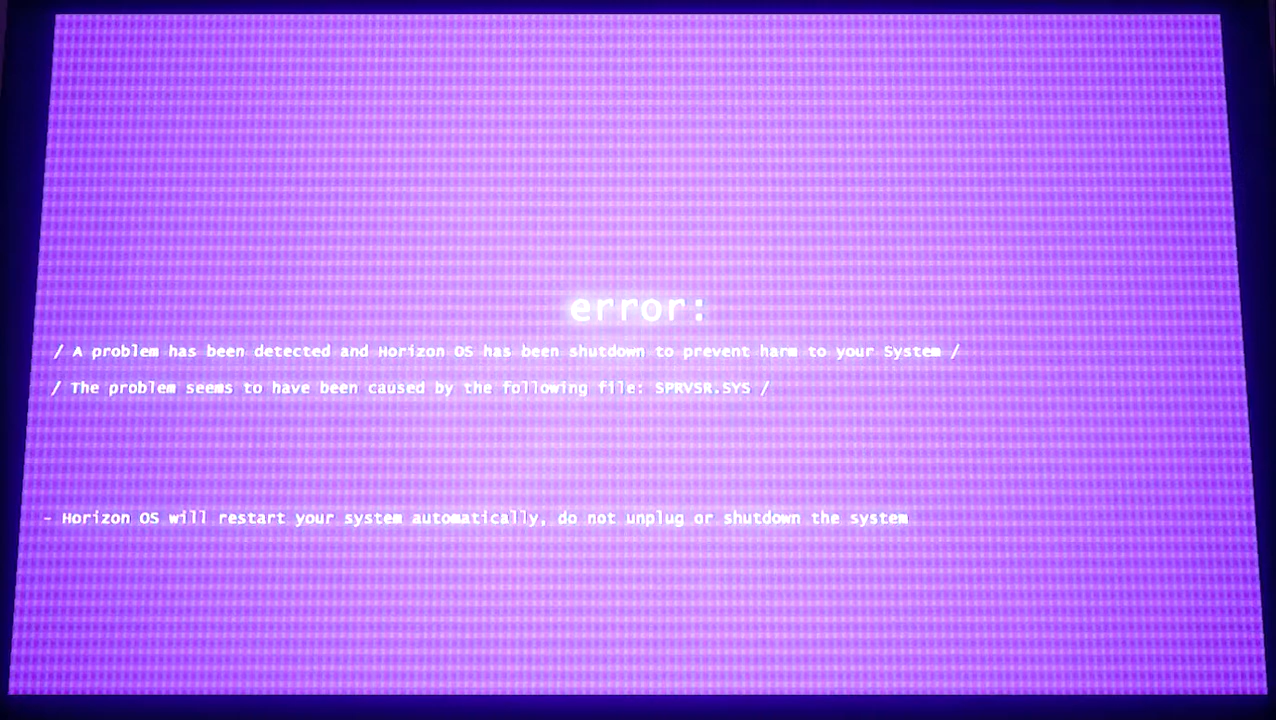 error:
/ A problem has been detected and Horizon OS has been shutdown to prevent harm to your System /
/ The problem seems to have been caused by the following file: SPRVSR.SYS /
- Horizon OS will restart your system automatically, do not unplug or shutdown the system